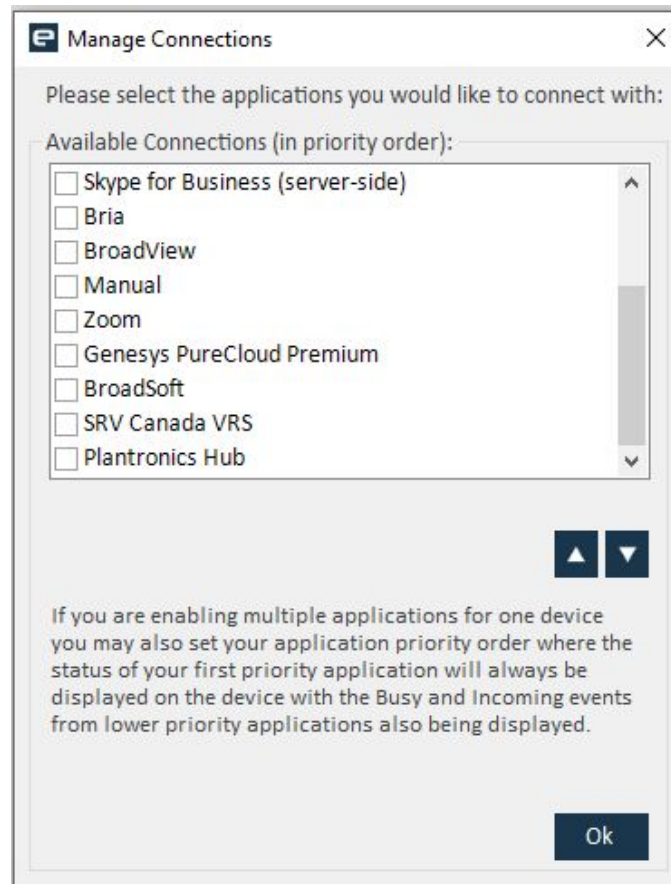 Manage Connections
Please select the applications you would like to connect with:
Available Connections (in priority order):
Skype for Business (server-side)
Bria
BroadView
Manual
Zoom
Genesys PureCloud Premium
BroadSoft
SRV Canada VRS
Plantronics Hub
If you are enabling multiple applications for one device
you may also set your application priority order where the
status of your first priority application will always be
displayed on the device with the Busy and Incoming events
from lower priority applications also being displayed.
Ok